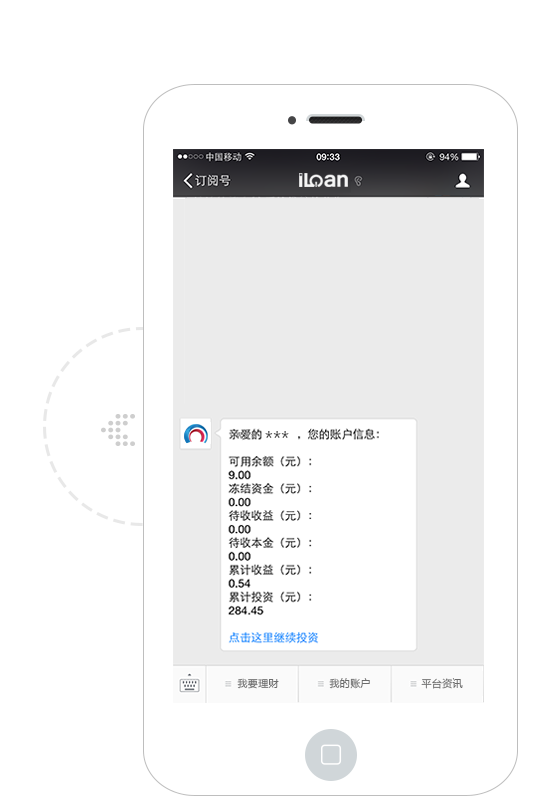 中国移动 09:33 94%
订阅号 iLoan
亲爱的 *** ，您的账户信息：
可用余额（元）：
9.00
冻结资金（元）：
0.00
待收收益（元）：
0.00
待收本金（元）：
0.00
累计收益（元）：
0.54
累计投资（元）：
284.45
点击这里继续投资
我要理财 我的账户 平台资讯